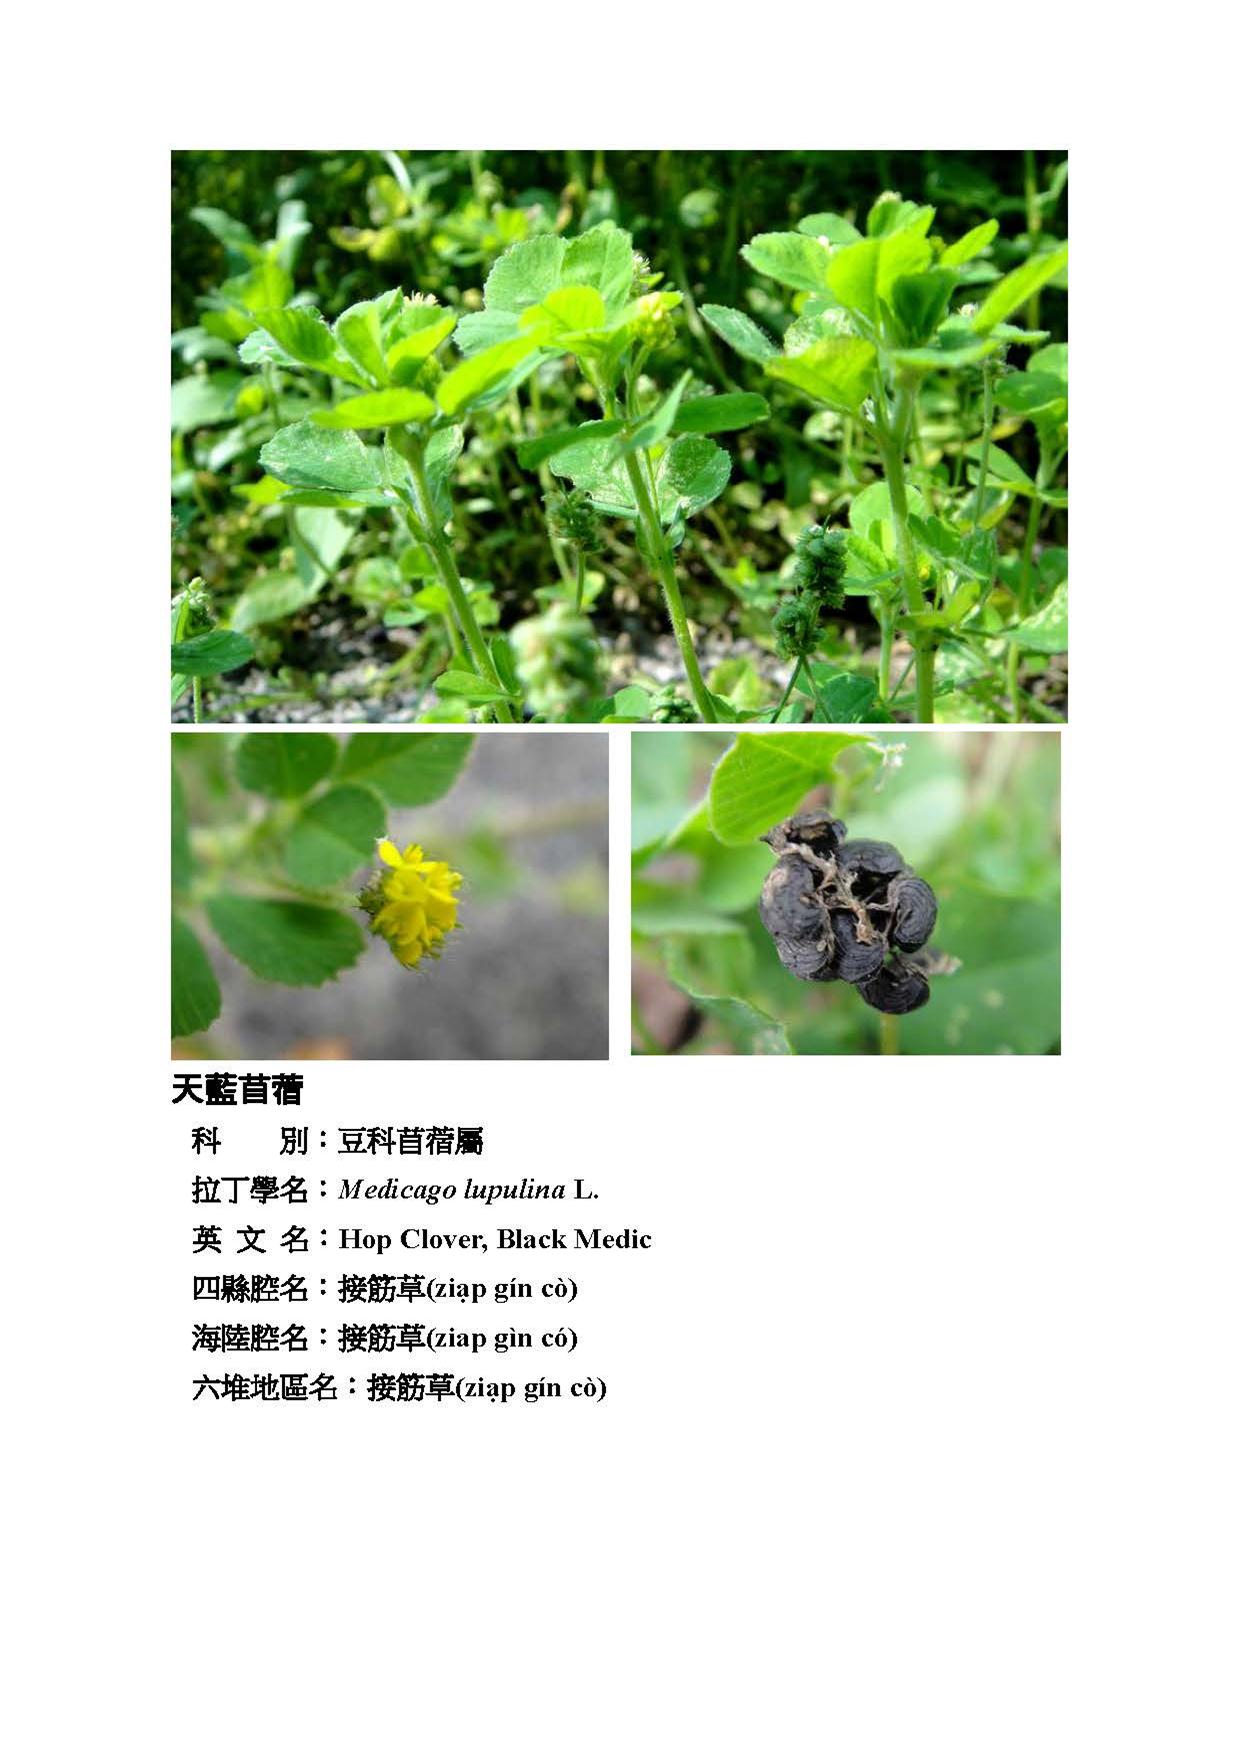 天藍苜蓿
科　　別：豆科苜蓿屬
拉丁學名：Medicago lupulina L.
英 文 名：Hop Clover, Black Medic
四縣腔名：接筋草(ziap̣ gín cò)
海陸腔名：接筋草(ziap gìn có)
六堆地區名：接筋草(ziap̣ gín cò)